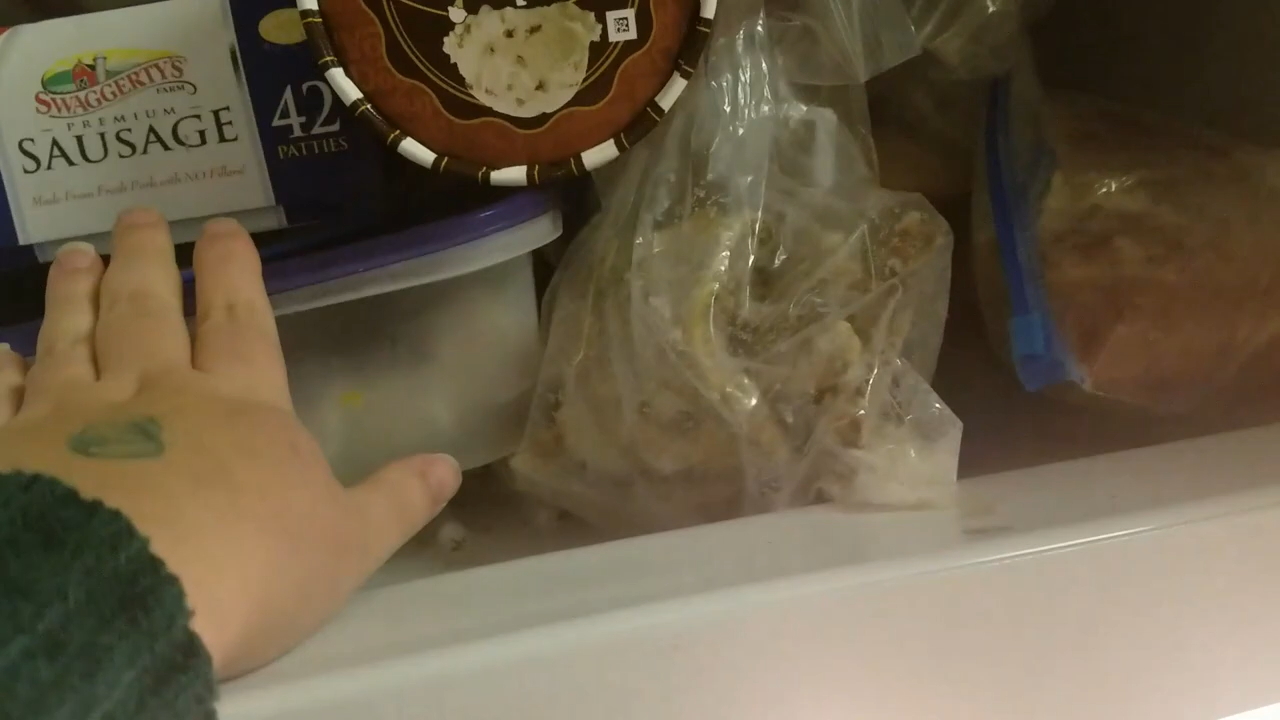 SWAGGERTY'S
FARM
PREMIUM
SAUSAGE
Made From Fresh Pork with NO Fillers!
42
PATTIES